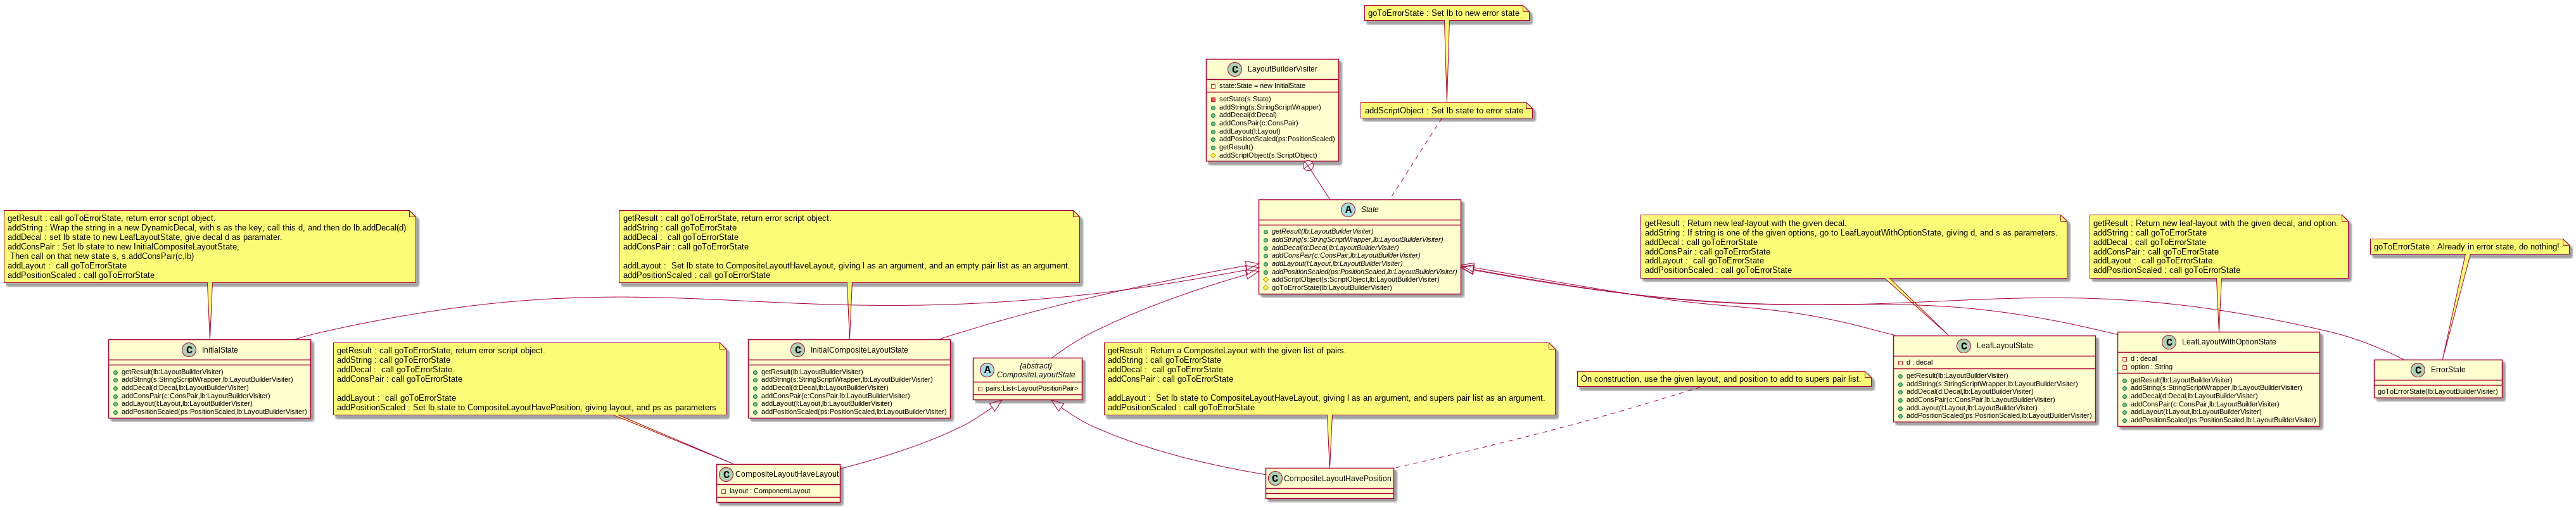 goToErrorState : Set lb to new error state
C LayoutBuilderVisiter
state:State = new InitialState
setState(s:State)
addString(s:StringScriptWrapper)
addDecal(d:Decal)
addConsPair(c:ConsPair)
addLayout(l:Layout)
addPositionScaled(ps:PositionScaled)
getResult()
addScriptObject(s:ScriptObject)
addScriptObject : Set lb state to error state
getResult : call goToErrorState, return error script object.
addString : Wrap the string in a new DynamicDecal, with s as the key, call this d, and then do lb.addDecal(d)
addDecal : set lb state to new LeafLayoutState, give decal d as paramater.
addConsPair : Set lb state to new InitialCompositeLayoutState,
Then call on that new state s, s.addConsPair(c,lb)
addLayout :  call goToErrorState
addPositionScaled : call goToErrorState
getResult : call goToErrorState, return error script object.
addString : call goToErrorState
addDecal :  call goToErrorState
addConsPair : call goToErrorState
addLayout :  Set lb state to CompositeLayoutHaveLayout, giving l as an argument, and an empty pair list as an argument.
addPositionScaled : call goToErrorState
A State
getResult(lb:LayoutBuilderVisiter)
addString(s:StringScriptWrapper,lb:LayoutBuilderVisiter)
addDecal(d:Decal,lb:LayoutBuilderVisiter)
addConsPair(c:ConsPair,lb:LayoutBuilderVisiter)
addLayout(l:Layout,lb:LayoutBuilderVisiter)
addPositionScaled(ps:PositionScaled,lb:LayoutBuilderVisiter)
addScriptObject(s:ScriptObject,lb:LayoutBuilderVisiter)
goToErrorState(lb:LayoutBuilderVisiter)
getResult : Return new leaf-layout with the given decal.
addString : If string is one of the given options, go to LeafLayoutWithOptionState, giving d, and s as parameters.
addDecal : call goToErrorState
addConsPair : call goToErrorState
addLayout :  call goToErrorState
addPositionScaled : call goToErrorState
getResult : Return new leaf-layout with the given decal, and option.
addString : call goToErrorState
addDecal : call goToErrorState
addConsPair : call goToErrorState
addLayout :  call goToErrorState
addPositionScaled : call goToErrorState
goToErrorState : Already in error state, do nothing!
C InitialState
getResult(lb:LayoutBuilderVisiter)
addString(s:StringScriptWrapper,lb:LayoutBuilderVisiter)
addDecal(d:Decal,lb:LayoutBuilderVisiter)
addConsPair(c:ConsPair,lb:LayoutBuilderVisiter)
addLayout(l:Layout,lb:LayoutBuilderVisiter)
addPositionScaled(ps:PositionScaled,lb:LayoutBuilderVisiter)
getResult : call goToErrorState, return error script object.
addString : call goToErrorState
addDecal :  call goToErrorState
addConsPair : call goToErrorState
addLayout :  call goToErrorState
addPositionScaled : Set lb state to CompositeLayoutHavePosition, giving layout, and ps as parameters
C InitialCompositeLayoutState
getResult(lb:LayoutBuilderVisiter)
addString(s:StringScriptWrapper,lb:LayoutBuilderVisiter)
addDecal(d:Decal,lb:LayoutBuilderVisiter)
addConsPair(c:ConsPair,lb:LayoutBuilderVisiter)
addLayout(l:Layout,lb:LayoutBuilderVisiter)
addPositionScaled(ps:PositionScaled,lb:LayoutBuilderVisiter)
A {abstract}
CompositeLayoutState
pairs:List<LayoutPositionPair>
getResult : Return a CompositeLayout with the given list of pairs.
addString : call goToErrorState
addDecal :  call goToErrorState
addConsPair : call goToErrorState
addLayout :  Set lb state to CompositeLayoutHaveLayout, giving l as an argument, and supers pair list as an argument.
addPositionScaled : call goToErrorState
On construction, use the given layout, and position to add to supers pair list.
C LeafLayoutState
d : decal
getResult(lb:LayoutBuilderVisiter)
addString(s:StringScriptWrapper,lb:LayoutBuilderVisiter)
addDecal(d:Decal,lb:LayoutBuilderVisiter)
addConsPair(c:ConsPair,lb:LayoutBuilderVisiter)
addLayout(l:Layout,lb:LayoutBuilderVisiter)
addPositionScaled(ps:PositionScaled,lb:LayoutBuilderVisiter)
C LeafLayoutWithOptionState
d : decal
option : String
getResult(lb:LayoutBuilderVisiter)
addString(s:StringScriptWrapper,lb:LayoutBuilderVisiter)
addDecal(d:Decal,lb:LayoutBuilderVisiter)
addConsPair(c:ConsPair,lb:LayoutBuilderVisiter)
addLayout(l:Layout,lb:LayoutBuilderVisiter)
addPositionScaled(ps:PositionScaled,lb:LayoutBuilderVisiter)
C ErrorState
goToErrorState(lb:LayoutBuilderVisiter)
C CompositeLayoutHaveLayout
layout : ComponentLayout
C CompositeLayoutHavePosition